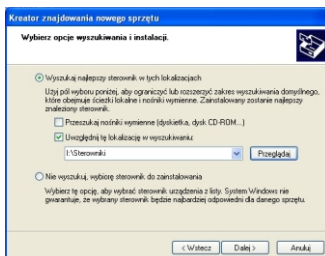 Kreator znajdowania nowego sprzętu
Wybierz opcje wyszukiwania i instalacji.
Wyszukaj najlepszy sterownik w tych lokalizacjach
Użyj pól wyboru poniżej, aby ograniczyć lub rozszerzyć zakres wyszukiwania domyślnego,
które obejmuje ścieżki lokalne i nośniki wymienne. Zainstalowany zostanie najlepszy
znaleziony sterownik.
Przeszukaj nośniki wymienne (dyskietka, dysk CD-ROM...)
Uwzględnij tę lokalizację w wyszukiwaniu:
I:\Sterowniki
Przeglądaj
Nie wyszukuj, wybiorę sterownik do zainstalowania
Wybierz tę opcję, aby wybrać sterownik urządzenia z listy. System Windows nie
gwarantuje, że wybrany sterownik będzie najbardziej odpowiedni dla danego sprzętu.
< Wstecz
Dalej >
Anuluj